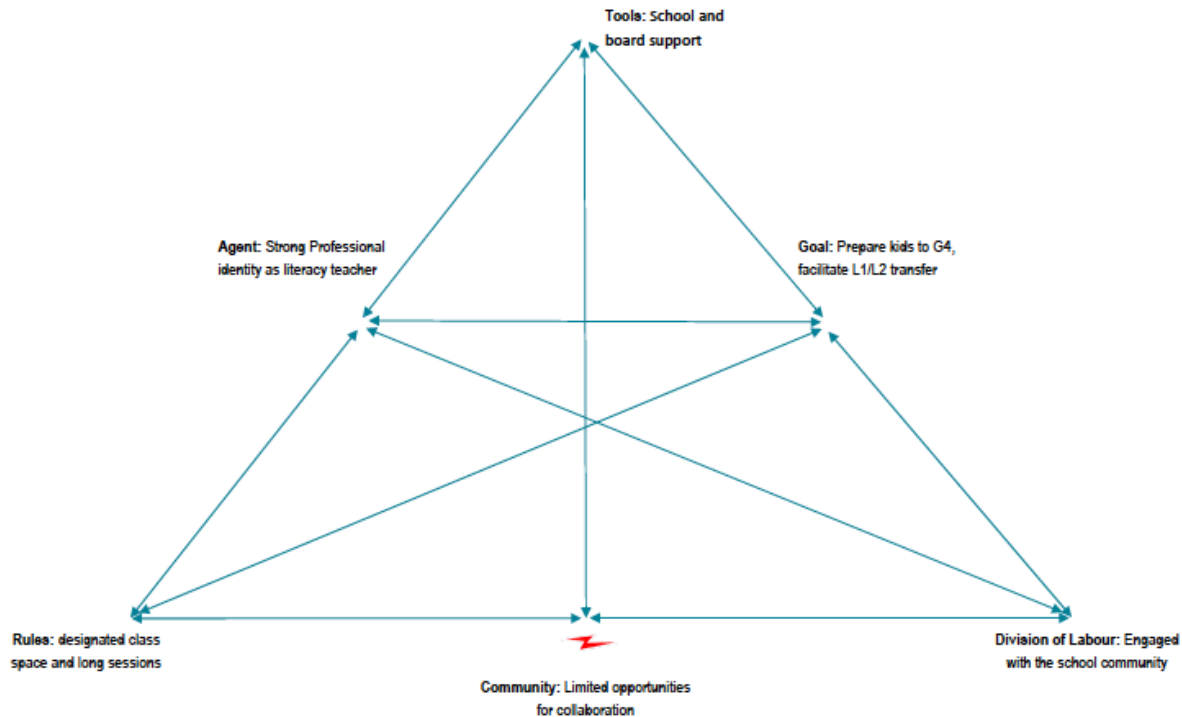 Tools: School and
board support
Agent: Strong Professional
identity as literacy teacher
Goal: Prepare kids to G4,
facilitate L1/L2 transfer
Rules: designated class
space and long sessions
Division of Labour: Engaged
with the school community
Community: Limited opportunities
for collaboration